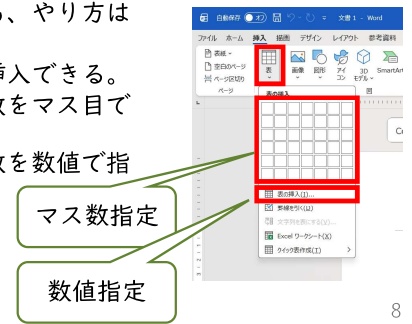 、やり方は
挿入できる。
数をマス目で
数を数値で指
マス数指定
数値指定
自動保存 オフ 文書 1 - Word
ファイル ホーム 挿入 描画 デザイン レイアウト 参考資料
表紙
空白のページ
ページ区切り
ページ
表
画像
図形
アイコン
3D モデル
SmartArt
図
表の挿入
表の挿入(I)...
罫線を引く(D)
文字列を表にする(V)...
Excel ワークシート(X)
クイック表作成(T)
8